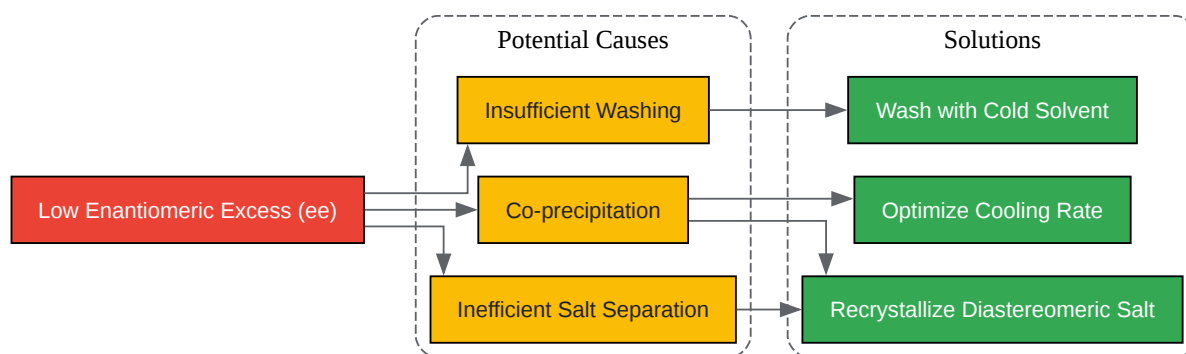 Potential Causes
Solutions
Insufficient Washing
Wash with Cold Solvent
Low Enantiomeric Excess (ee)
Co-precipitation
Optimize Cooling Rate
Inefficient Salt Separation
Recrystallize Diastereomeric Salt